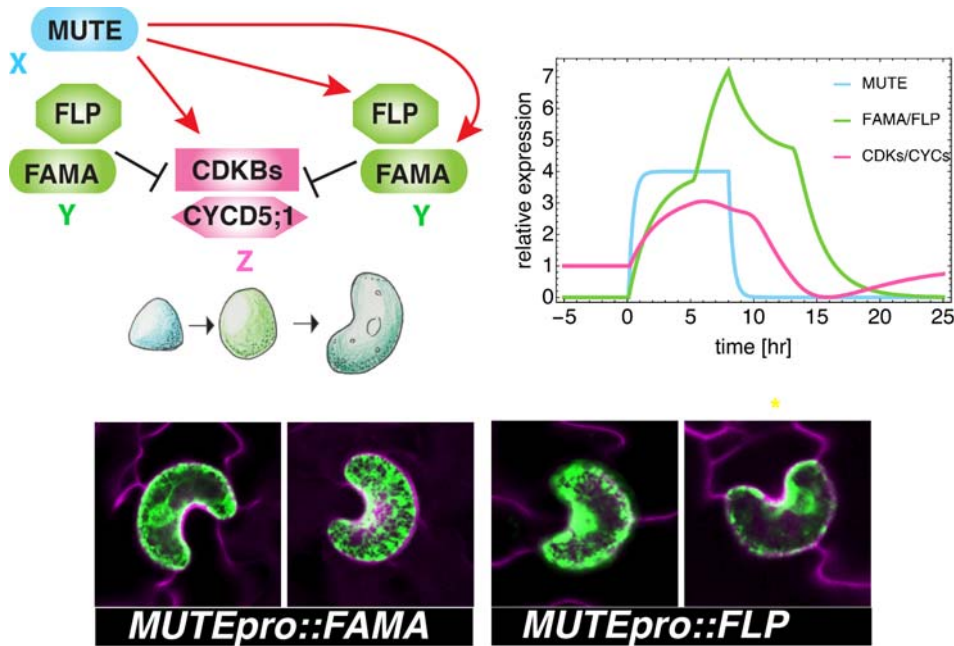 MUTE
X
FLP
FLP
FAMA
CDKBs
FAMA
Y
CYCD5;1
Y
Z
relative expression
7
6
5
4
3
2
1
0
-5
0
5
10
15
20
25
time [hr]
MUTE
FAMA/FLP
CDKs/CYCs
*
MUTEpro::FAMA
MUTEpro::FLP